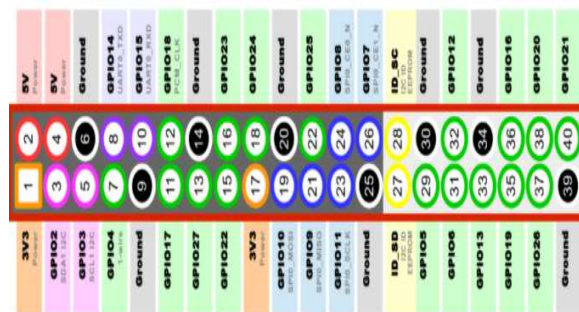 5V
Power
5V
Power
Ground
GPIO14
UART0_TXD
GPIO15
UART0_RXD
GPIO18
PCM_CLK
Ground
GPIO23
GPIO24
Ground
GPIO25
GPIO8
SPI0_CE0_N
GPIO7
SPI0_CE1_N
ID_SC
I2C ID
EEPROM
Ground
GPIO12
Ground
GPIO16
GPIO20
GPIO21
2 4 6 8 10 12 14 16 18 20 22 24 26 28 30 32 34 36 38 40
1 3 5 7 9 11 13 15 17 19 21 23 25 27 29 31 33 35 37 39
3V3
Power
GPIO2
SDA1 I2C
GPIO3
SCL1 I2C
GPIO4
1-wire
Ground
GPIO17
GPIO27
GPIO22
3V3
Power
GPIO10
SPI0_MOSI
GPIO9
SPI0_MISO
GPIO11
SPI0_SCLK
Ground
ID_SD
I2C ID
EEPROM
GPIO5
GPIO6
GPIO13
GPIO19
GPIO26
Ground